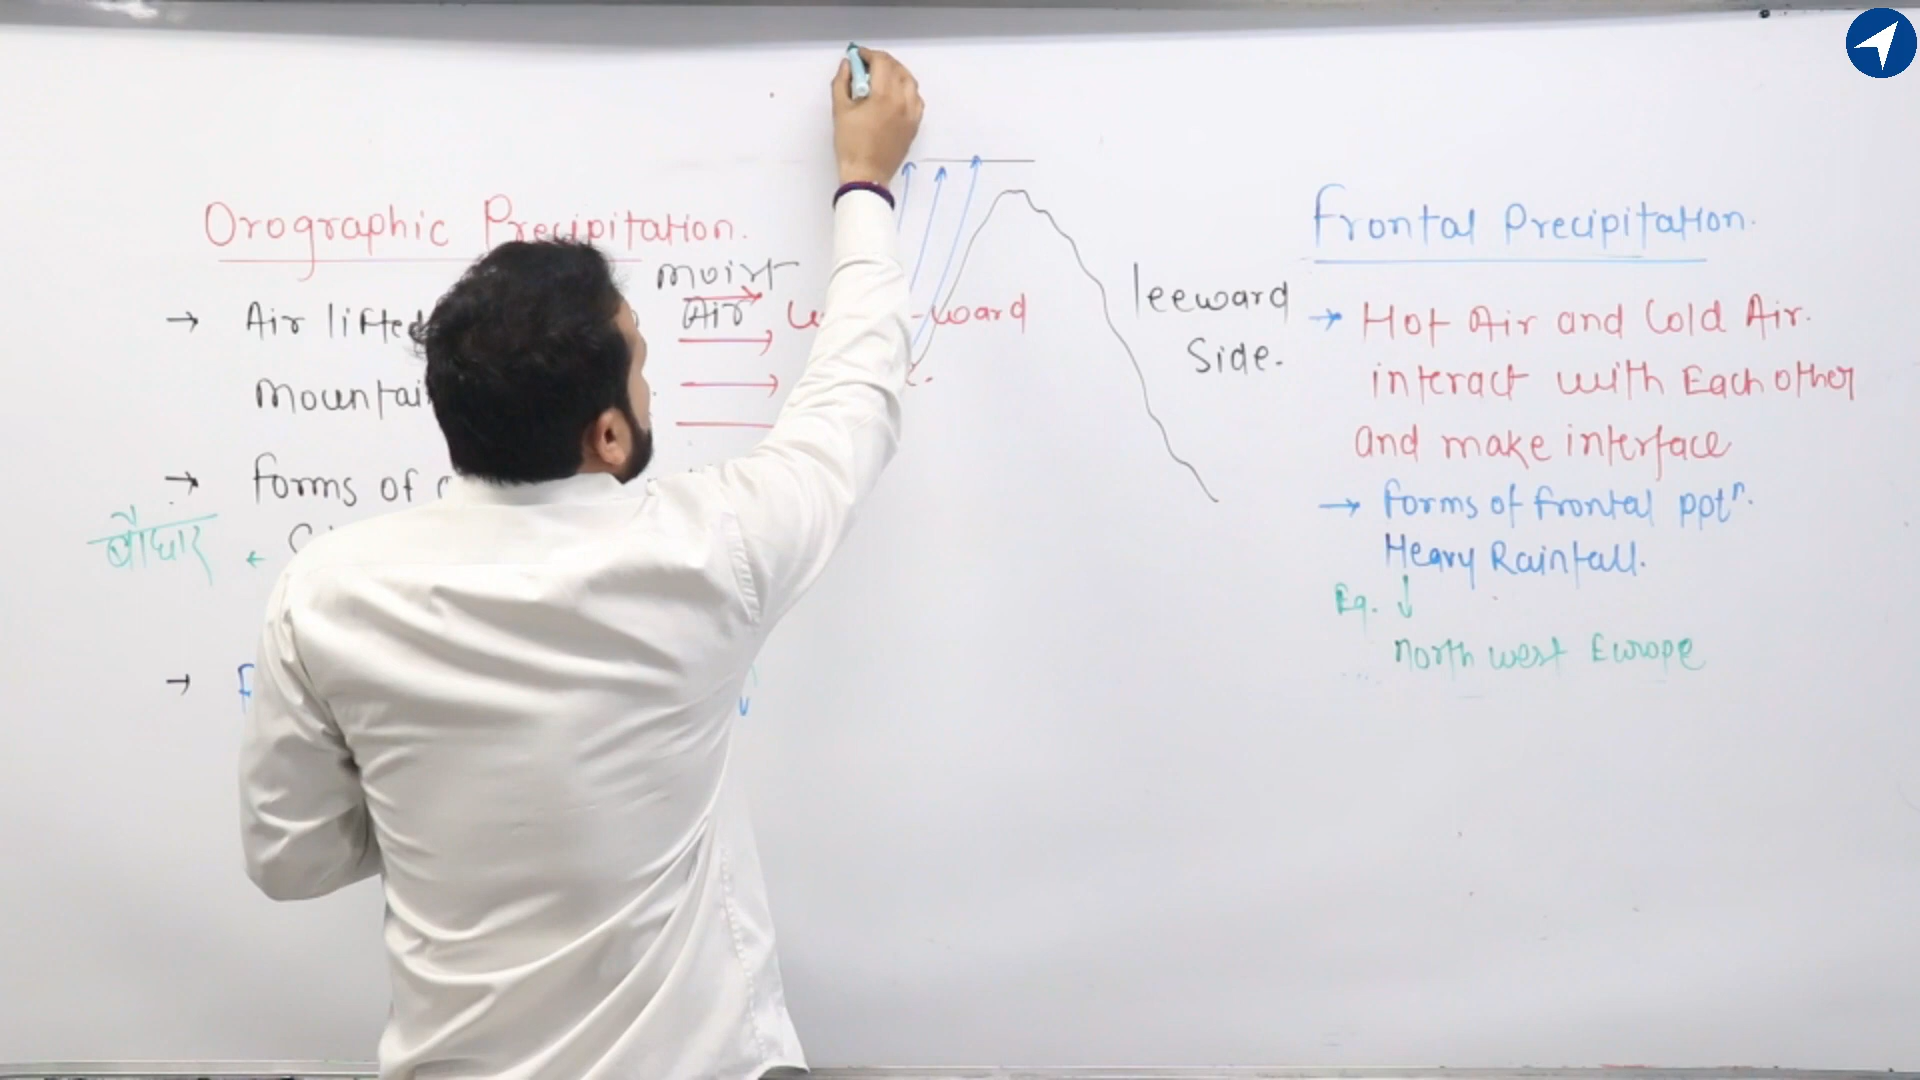 Orographic Precipitation.
→ Air lifted
Mountai
→ forms of
बौछार ←
→
moist
Air
-ward
leeward
Side.
frontal Precipitation.
→ Hot Air and Cold Air.
interact with Each other
and make interface
→ forms of frontal pptⁿ.
Heavy Rainfall.
Eg. ↓
North west Europe